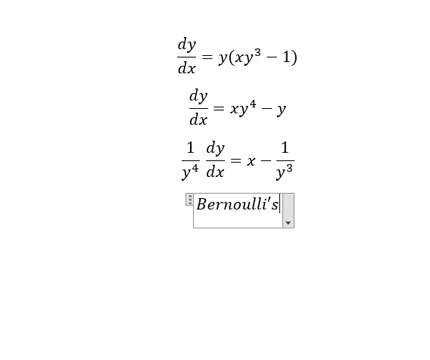 dy/dx = y(xy³ − 1)
dy/dx = xy⁴ − y
1/y⁴ dy/dx = x − 1/y³
Bernoulli's